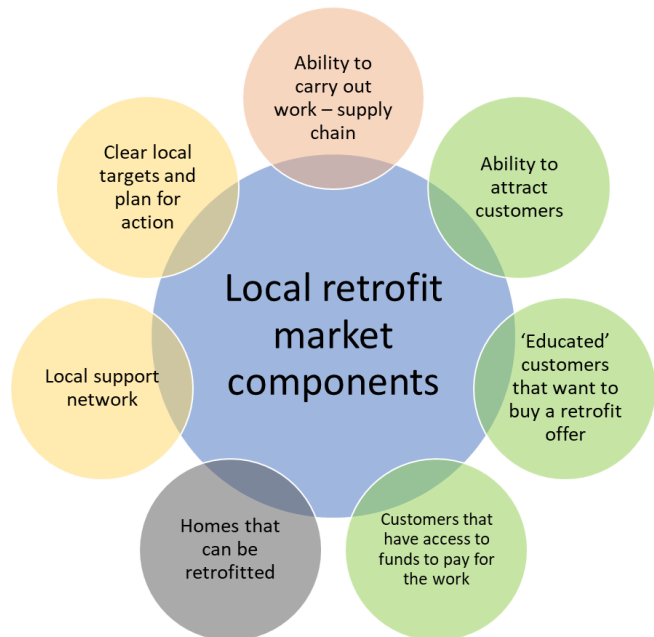 Ability to
carry out
work – supply
chain
Ability to
attract
customers
'Educated'
customers
that want to
buy a retrofit
offer
Customers that
have access to
funds to pay for
the work
Homes that
can be
retrofitted
Local support
network
Clear local
targets and
plan for
action
Local retrofit
market
components